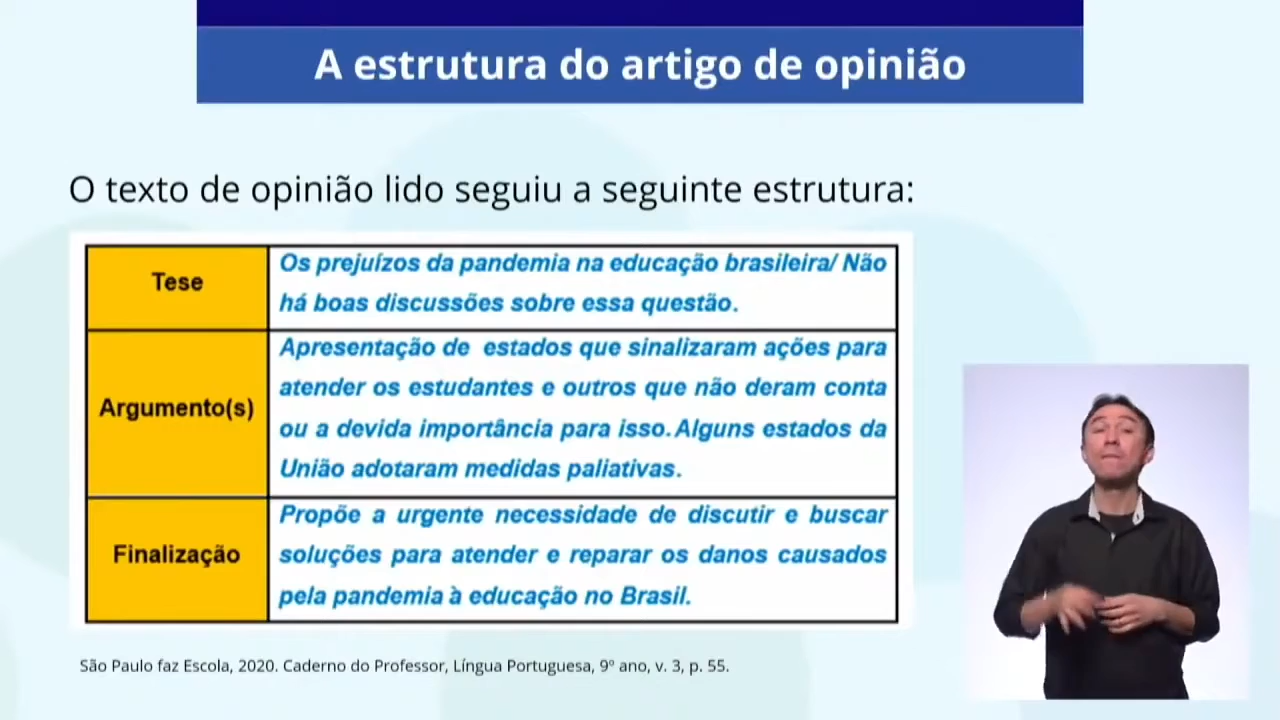 A estrutura do artigo de opinião
O texto de opinião lido seguiu a seguinte estrutura:
Tese
Os prejuízos da pandemia na educação brasileira/ Não
há boas discussões sobre essa questão.
Argumento(s)
Apresentação de estados que sinalizaram ações para
atender os estudantes e outros que não deram conta
ou a devida importância para isso. Alguns estados da
União adotaram medidas paliativas.
Finalização
Propõe a urgente necessidade de discutir e buscar
soluções para atender e reparar os danos causados
pela pandemia à educação no Brasil.
São Paulo faz Escola, 2020. Caderno do Professor, Língua Portuguesa, 9º ano, v. 3, p. 55.